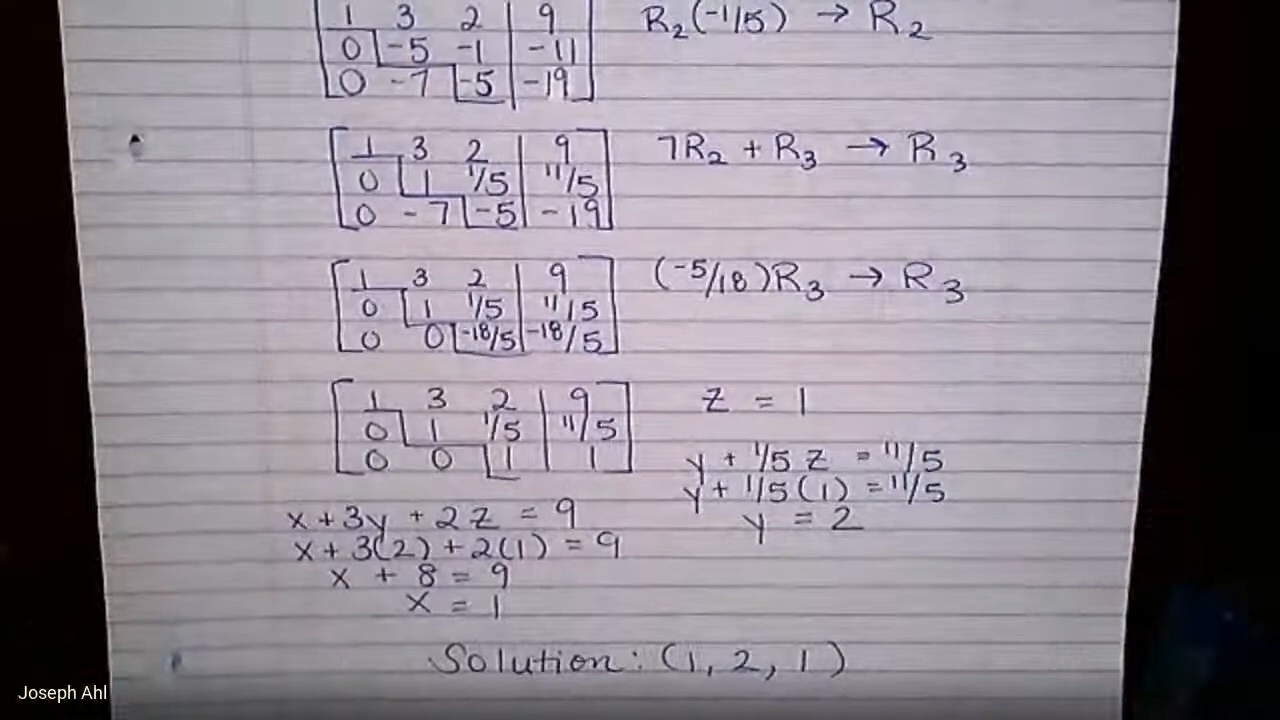 1 3 2 | 9 R₂(-1/5) → R₂
0 -5 -1 | -11
0 -7 -5 | -19
1 3 2 | 9 7R₂ + R₃ → R₃
0 1 1/5 | 11/5
0 -7 -5 | -19
1 3 2 | 9 (-5/18)R₃ → R₃
0 1 1/5 | 11/5
0 0 -18/5 | -18/5
1 3 2 | 9 z = 1
0 1 1/5 | 11/5
0 0 1 | 1
y + 1/5 z = 11/5
y + 1/5(1) = 11/5
y = 2
x + 3y + 2z = 9
x + 3(2) + 2(1) = 9
x + 8 = 9
x = 1
Solution: (1, 2, 1)
Joseph Ahl